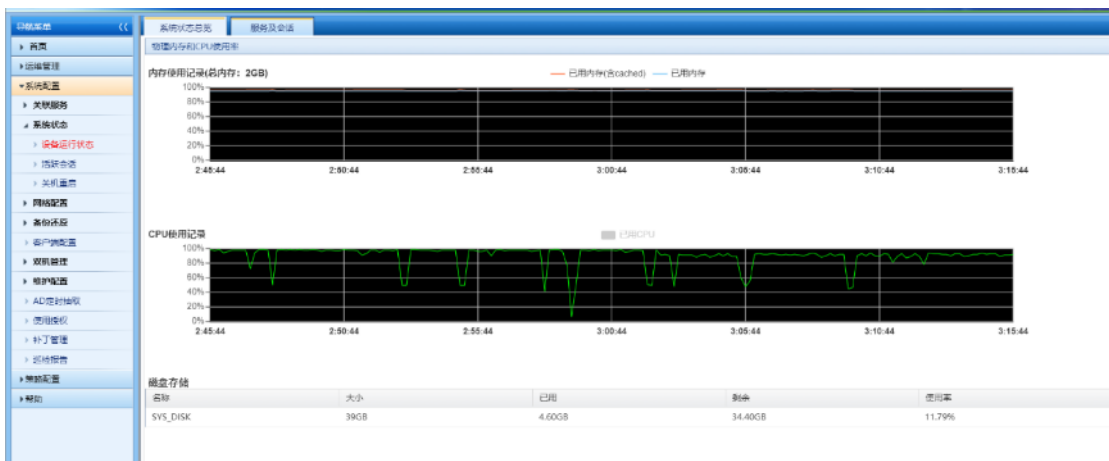 导航菜单
系统状态总览 服务及会话
首页
物理内存和CPU使用率
运维管理
系统配置
关联服务
系统状态
设备运行状态
活跃会话
关机重启
网络配置
备份还原
客户端配置
双机管理
维护配置
AD定时抽取
使用授权
补丁管理
巡检报告
策略配置
帮助
内存使用记录(总内存：2GB) 已用内存(含cached) 已用内存
100%
80%
60%
40%
20%
0%
2:45:44 2:50:44 2:55:44 3:00:44 3:05:44 3:10:44 3:15:44
CPU使用记录 已用CPU
100%
80%
60%
40%
20%
0%
2:45:44 2:50:44 2:55:44 3:00:44 3:05:44 3:10:44 3:15:44
磁盘存储
名称 大小 已用 剩余 使用率
SYS_DISK 39GB 4.60GB 34.40GB 11.79%